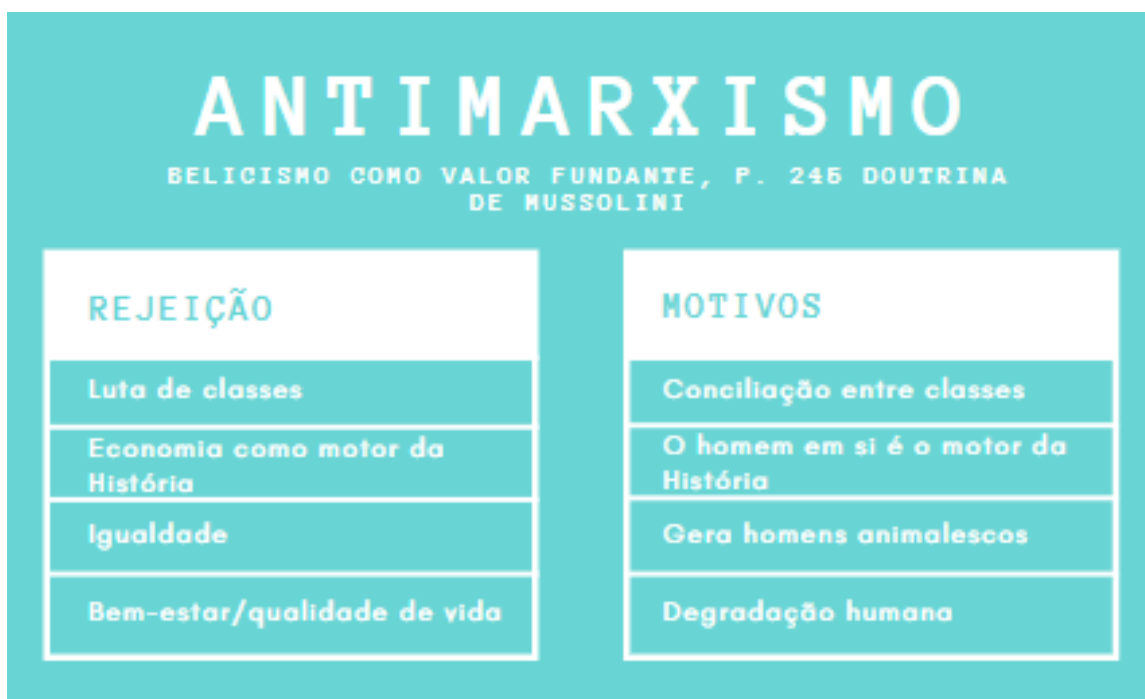 ANTIMARXISMO
BELICISMO COMO VALOR FUNDANTE, P. 245 DOUTRINA
DE MUSSOLINI
REJEIÇÃO
Luta de classes
Economia como motor da
História
Igualdade
Bem-estar/qualidade de vida
MOTIVOS
Conciliação entre classes
O homem em si é o motor da
História
Gera homens animalescos
Degradação humana